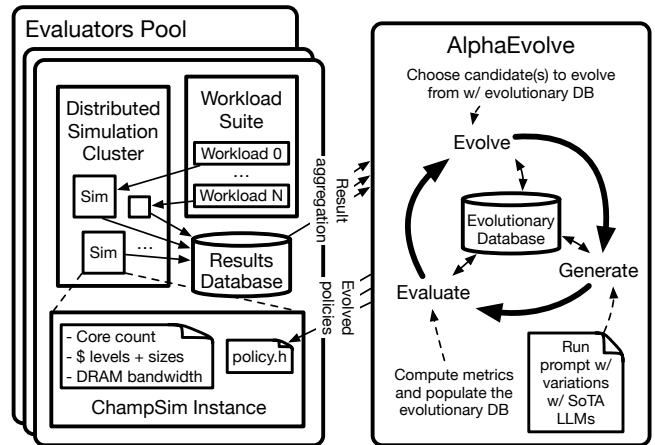 Evaluators Pool
Distributed
Simulation
Cluster
Sim
Sim
...
Workload
Suite
Workload 0
...
Workload N
Results
Database
- Core count
- $ levels + sizes
- DRAM bandwidth
policy.h
ChampSim Instance
Result
aggregation
Evolved
policies
AlphaEvolve
Choose candidate(s) to evolve
from w/ evolutionary DB
Evolve
Evolutionary
Database
Generate
Evaluate
Compute metrics
and populate the
evolutionary DB
Run
prompt w/
variations
w/ SoTA
LLMs